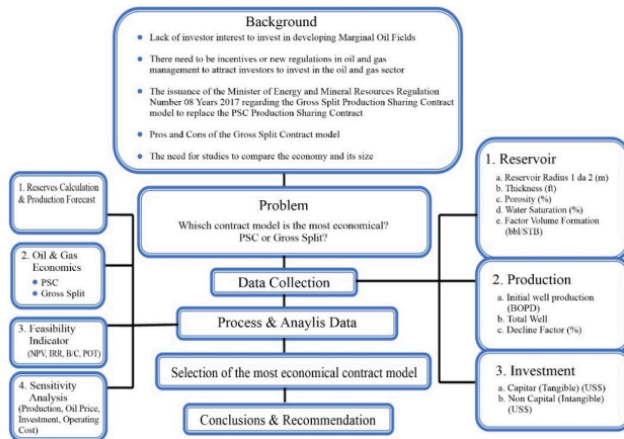 Background
Lack of investor interest to invest in developing Marginal Oil Fields
There need to be incentives or new regulations in oil and gas
management to attract investors to invest in the oil and gas sector
The issuance of the Minister of Energy and Mineral Resources Regulation
Number 08 Years 2017 regarding the Gross Split Production Sharing Contract
model to replace the PSC Production Sharing Contract
Pros and Cons of the Gross Split Contract model
The need for studies to compare the economy and its size
Problem
Whisch contract model is the most economical?
PSC or Gross Split?
Data Collection
Process & Anaylis Data
Selection of the most economical contract model
Conclusions & Recommendation
1. Reserves Calculation
& Production Forecast
2. Oil & Gas
Economics
PSC
Gross Split
3. Feasibility
Indicator
(NPV, IRR, B/C, POT)
4. Sensitivity
Analysis
(Production, Oil Price,
Investment, Operating
Cost)
1. Reservoir
a. Reservoir Radius 1 da 2 (m)
b. Thickness (ft)
c. Porosity (%)
d. Water Saturation (%)
e. Factor Volume Formation
(bbl/STB)
2. Production
a. Initial well production
(BOPD)
b. Total Well
c. Decline Factor (%)
3. Investment
a. Capitar (Tangible) (US$)
b. Non Capital (Intangible)
(US$)